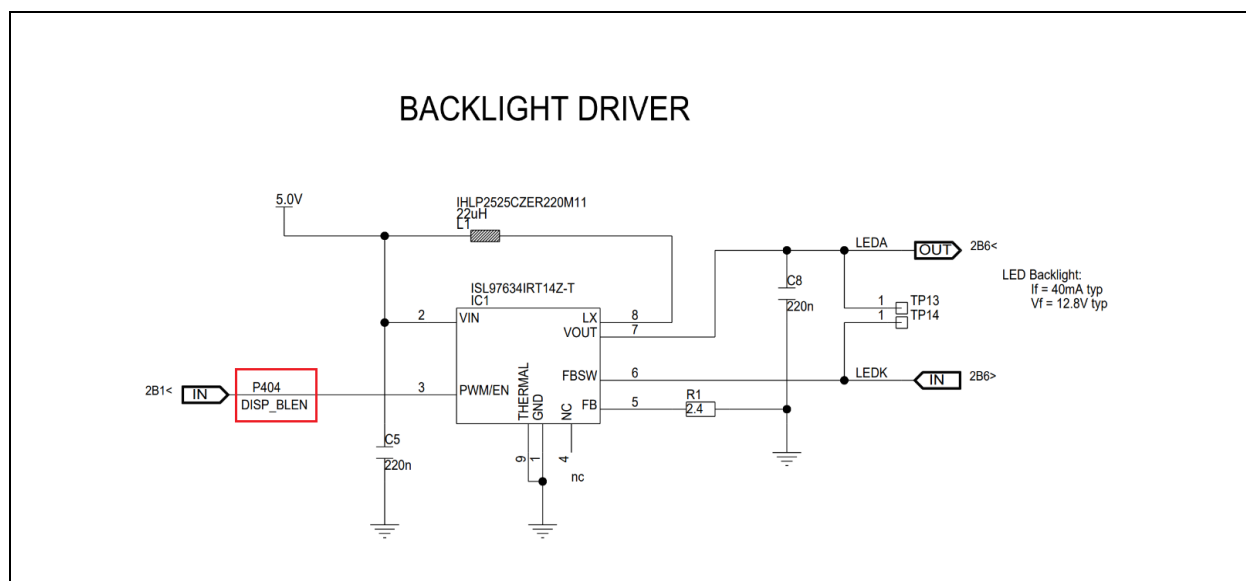 BACKLIGHT DRIVER
5.0V
IHLP2525CZER220M11
22uH
L1
LEDA
OUT
2B6<
C8
220n
LED Backlight:
If = 40mA typ
Vf = 12.8V typ
ISL97634IRT14Z-T
IC1
1
TP13
1
TP14
2
VIN
LX
8
VOUT
7
2B1<
IN
P404
DISP_BLEN
3
PWM/EN
FBSW
6
LEDK
IN
2B6>
THERMAL
GND
NC
FB
5
R1
2.4
C5
220n
9
1
4
nc